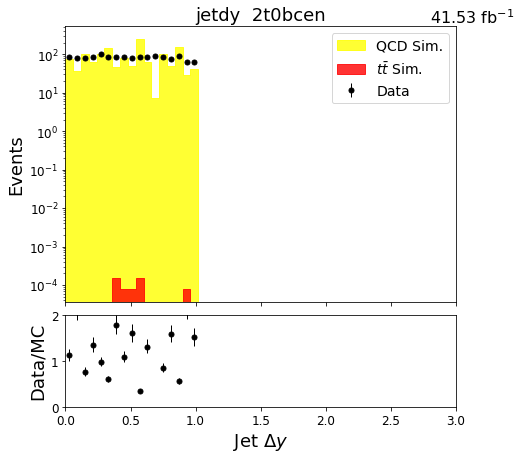 jetdy 2t0bcen
41.53 fb⁻¹
QCD Sim.
tt̄ Sim.
Data
Events
10²
10¹
10⁰
10⁻¹
10⁻²
10⁻³
10⁻⁴
Data/MC
2
1
0
0.0 0.5 1.0 1.5 2.0 2.5 3.0
Jet Δy